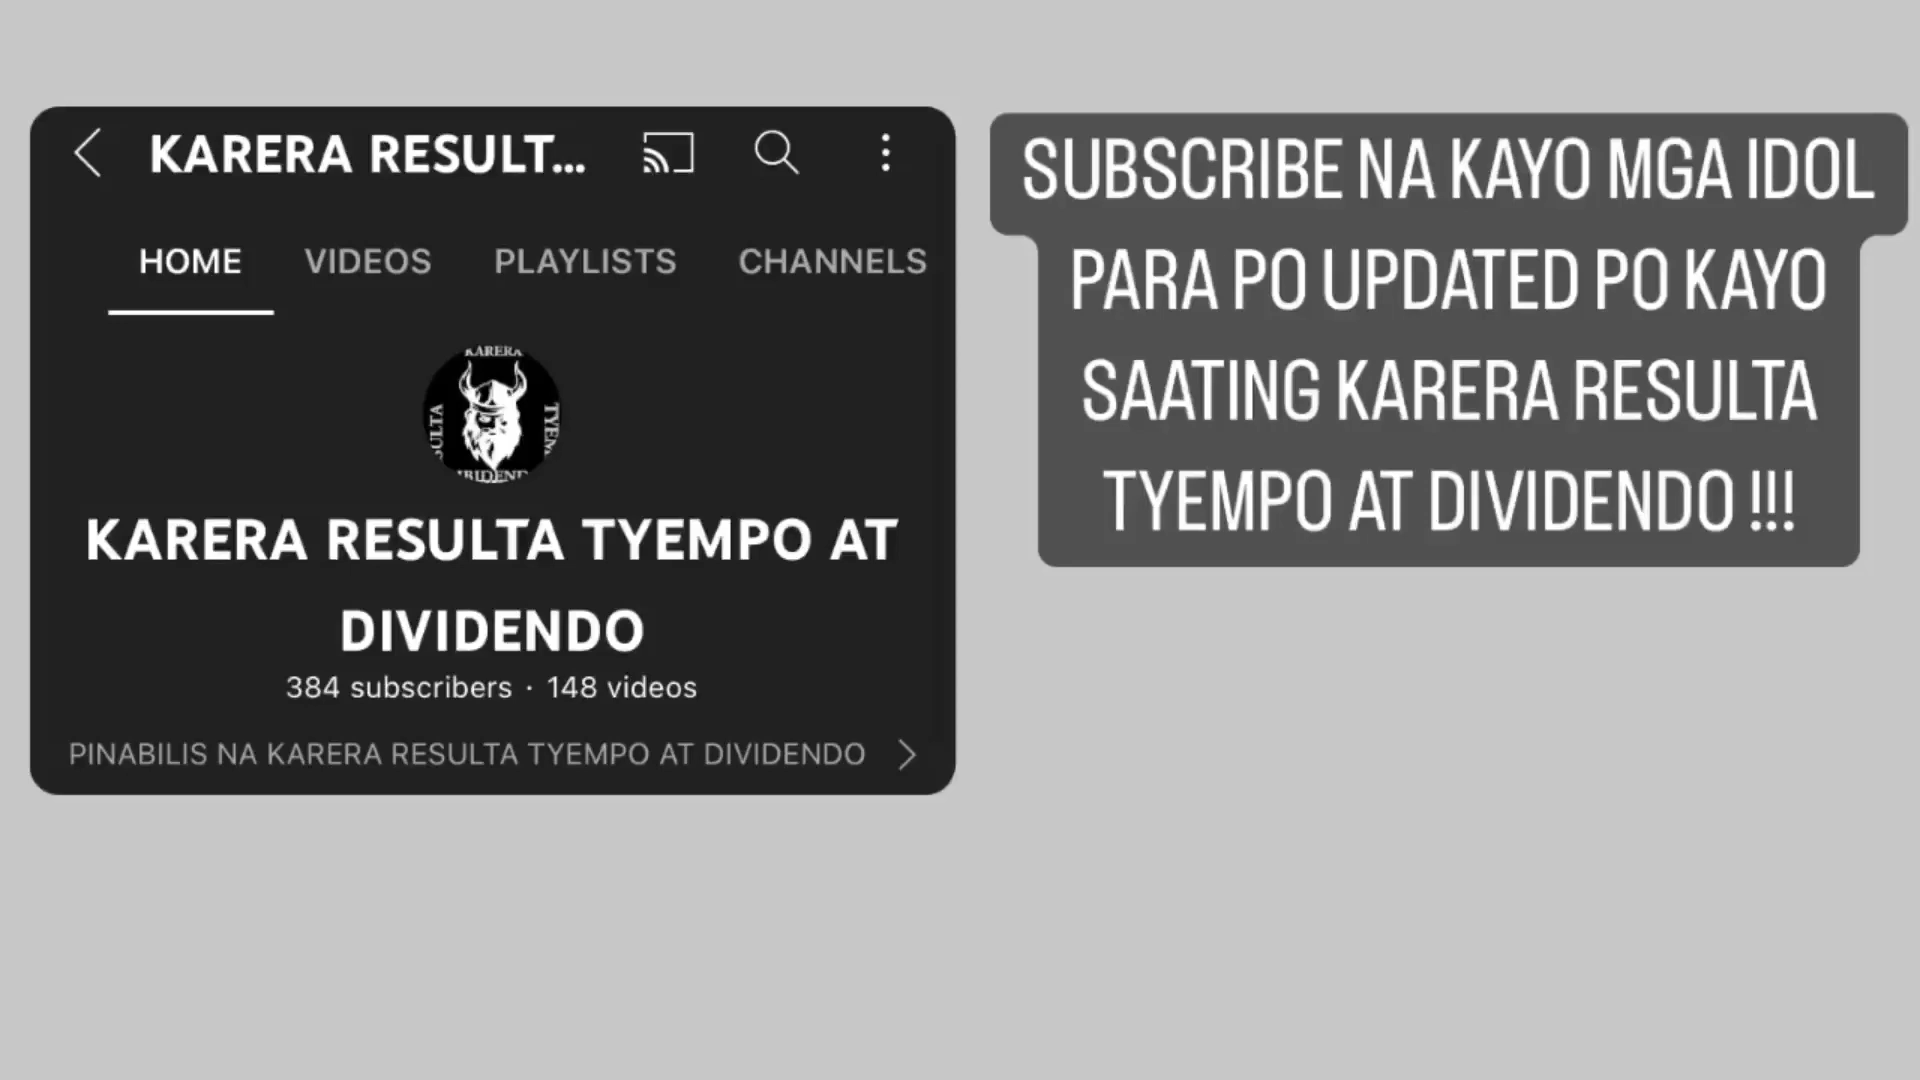 KARERA RESULT...
HOME VIDEOS PLAYLISTS CHANNELS
KARERA
TYEM
KARERA RESULTA TYEMPO AT
DIVIDENDO
384 subscribers · 148 videos
PINABILIS NA KARERA RESULTA TYEMPO AT DIVIDENDO
SUBSCRIBE NA KAYO MGA IDOL
PARA PO UPDATED PO KAYO
SAATING KARERA RESULTA
TYEMPO AT DIVIDENDO !!!